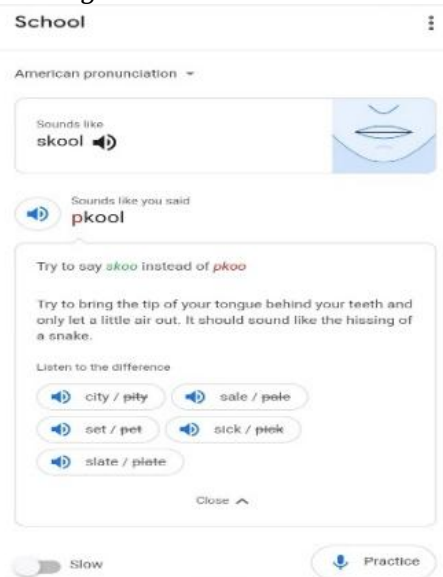 School
American pronunciation
Sounds like
skool
Sounds like you said
pkool
Try to say skoo instead of pkoo
Try to bring the tip of your tongue behind your teeth and
only let a little air out. It should sound like the hissing of
a snake.
Listen to the difference
city / pity
sale / pale
set / pet
sick / pick
slate / plate
Close
Slow
Practice